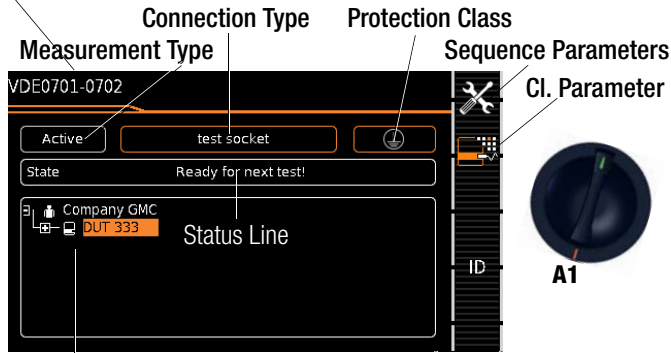 Connection Type
Protection Class
Measurement Type
Sequence Parameters
VDE0701-0702
Cl. Parameter
Active
test socket
State
Ready for next test!
Company GMC
DUT 333
Status Line
ID
A1